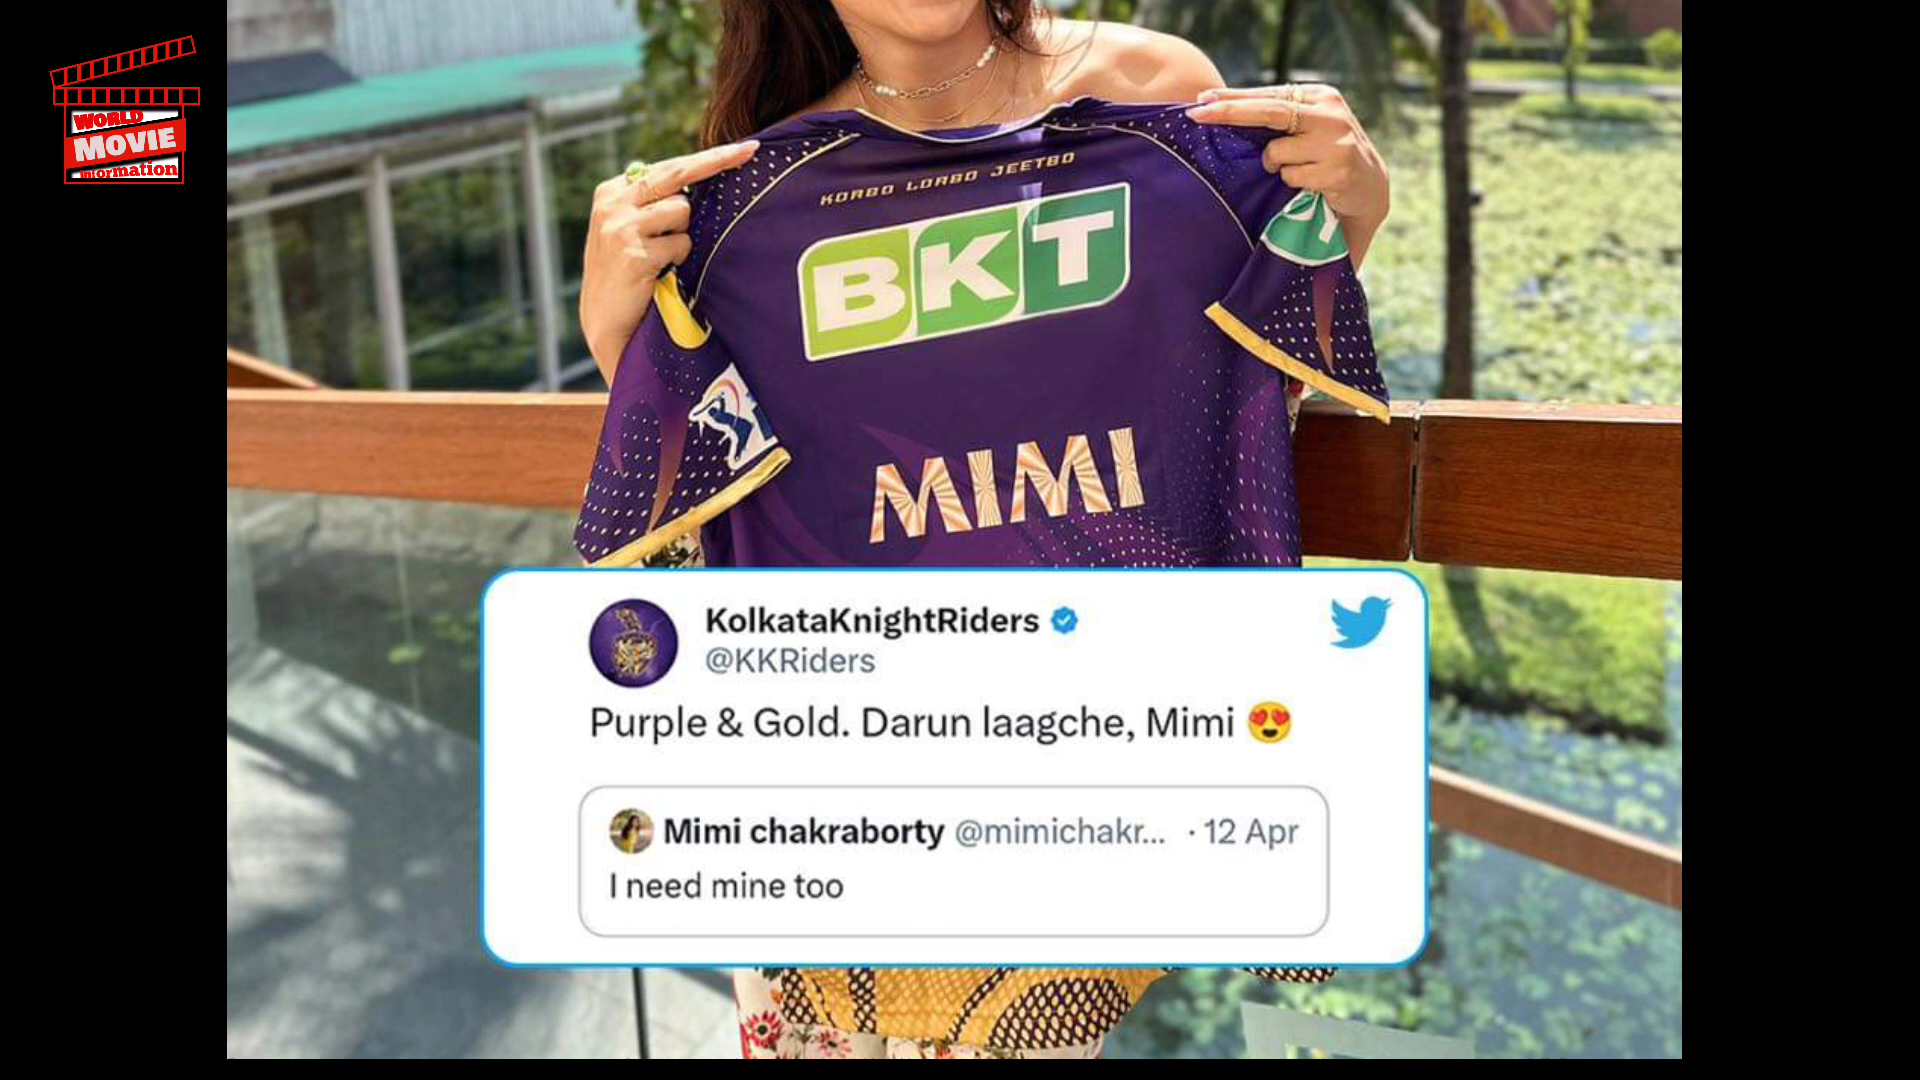 WORLD
MOVIE
Information
KORBO LORBO JEETBO
BKT
MIMI
KolkataKnightRiders
@KKRiders
Purple & Gold. Darun laagche, Mimi 😍
Mimi chakraborty @mimichakr... · 12 Apr
I need mine too